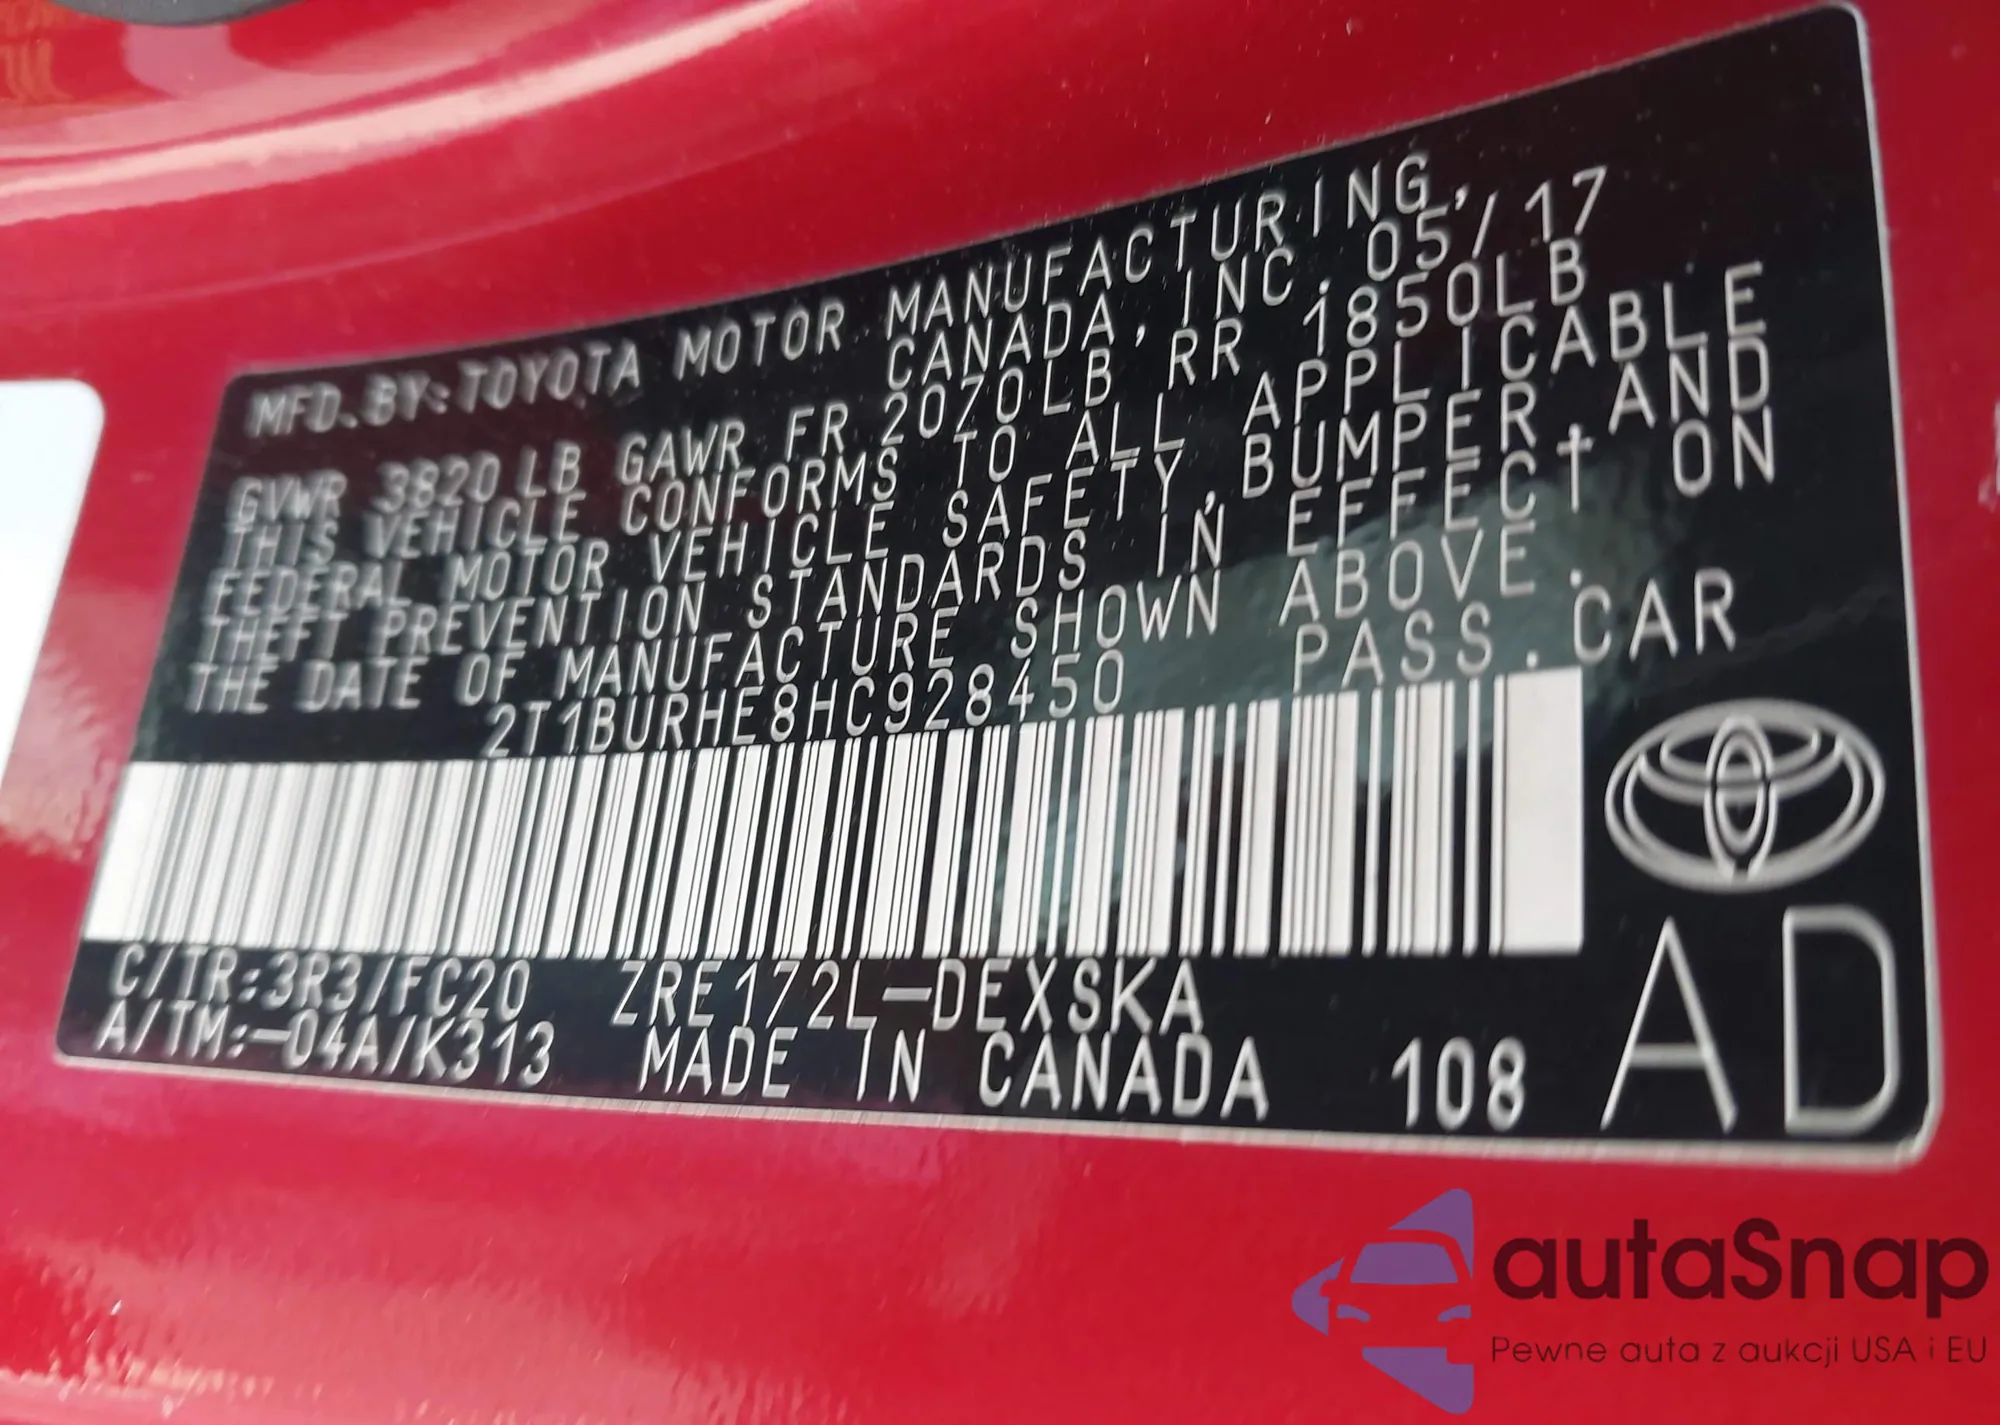 MFD.BY:TOYOTA MOTOR MANUFACTURING,
CANADA, INC. 05/17
GVWR 3820 LB GAWR FR 2070LB RR 1850LB
THIS VEHICLE CONFORMS TO ALL APPLICABLE
FEDERAL MOTOR VEHICLE SAFETY, BUMPER, AND
THEFT PREVENTION STANDARDS IN EFFECT ON
THE DATE OF MANUFACTURE SHOWN ABOVE.
2T1BURHE8HC928450 PASS. CAR
C/TR:3R3/FC20 ZRE172L-DEXSKA
A/TM:-04A/K313 MADE IN CANADA 108 AD
autaSnap
Pewne auta z aukcji USA i EU